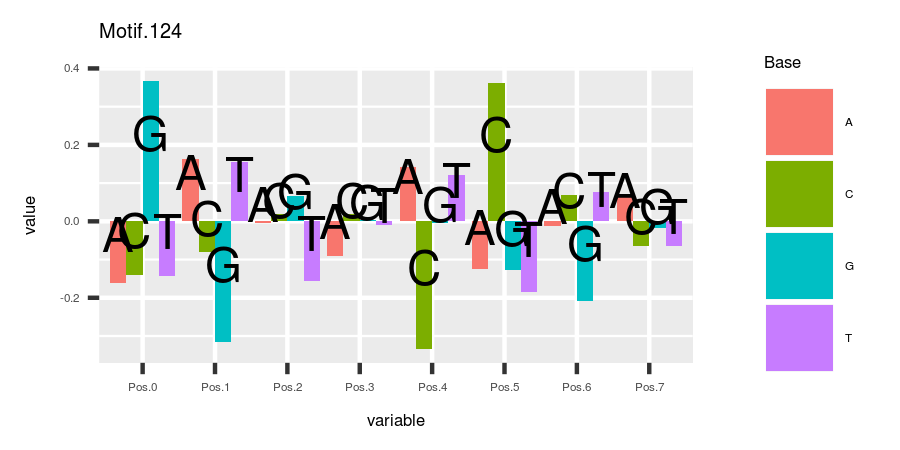 Motif.124
Base
A
C
G
T
value
0.4
0.2
0.0
-0.2
A C G T A C G T A C G T A C G T A C G T A C G T A C G T A C G T
Pos.0 Pos.1 Pos.2 Pos.3 Pos.4 Pos.5 Pos.6 Pos.7
variable